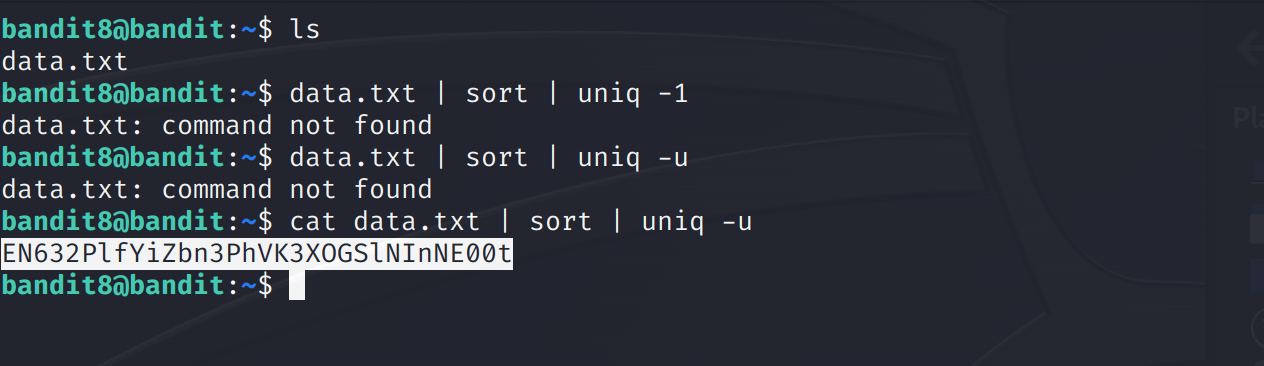 bandit8@bandit:~$ ls
data.txt
bandit8@bandit:~$ data.txt | sort | uniq -1
data.txt: command not found
bandit8@bandit:~$ data.txt | sort | uniq -u
data.txt: command not found
bandit8@bandit:~$ cat data.txt | sort | uniq -u
EN632PlfYiZbn3PhVK3XOGSlNInNE00t
bandit8@bandit:~$